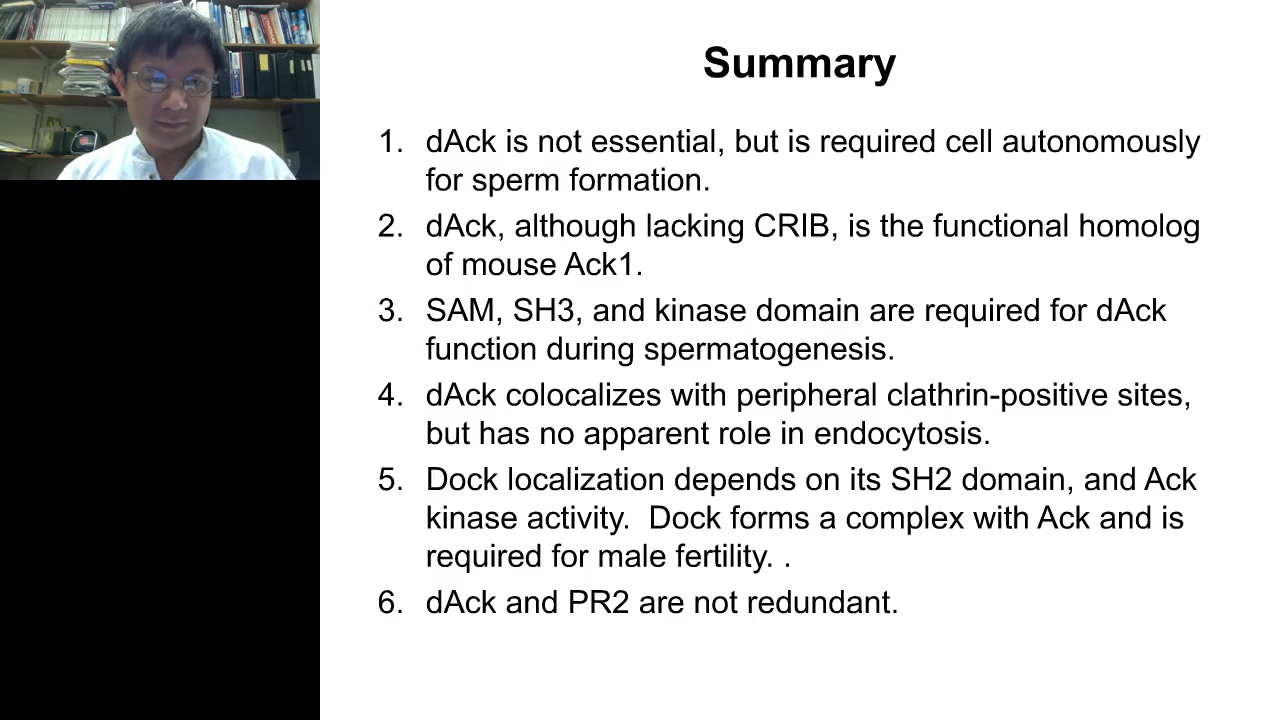 Summary
1. dAck is not essential, but is required cell autonomously
for sperm formation.
2. dAck, although lacking CRIB, is the functional homolog
of mouse Ack1.
3. SAM, SH3, and kinase domain are required for dAck
function during spermatogenesis.
4. dAck colocalizes with peripheral clathrin-positive sites,
but has no apparent role in endocytosis.
5. Dock localization depends on its SH2 domain, and Ack
kinase activity.  Dock forms a complex with Ack and is
required for male fertility. .
6. dAck and PR2 are not redundant.